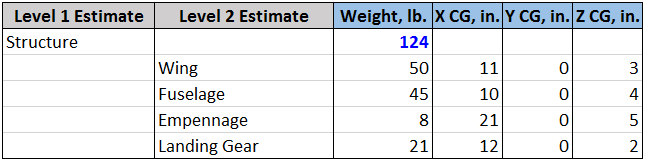 Level 1 Estimate Level 2 Estimate Weight, lb. X CG, in. Y CG, in. Z CG, in.
Structure 124
Wing 50 11 0 3
Fuselage 45 10 0 4
Empennage 8 21 0 5
Landing Gear 21 12 0 2